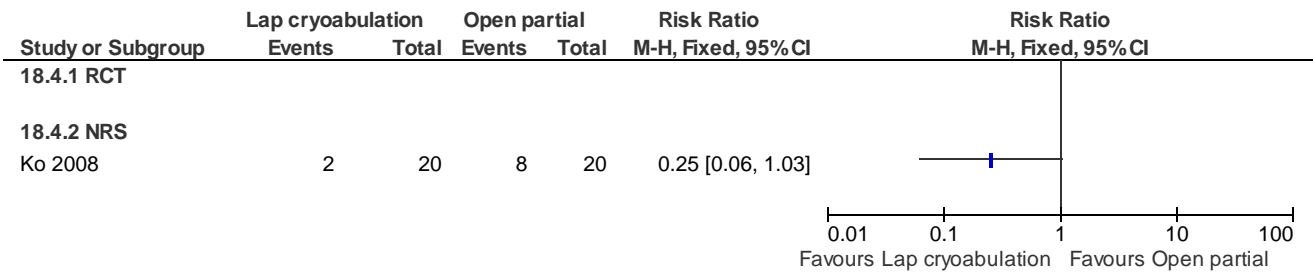 Lap cryoabulation Open partial Risk Ratio Risk Ratio
Study or Subgroup Events Total Events Total M-H, Fixed, 95% CI M-H, Fixed, 95% CI
18.4.1 RCT
18.4.2 NRS
Ko 2008 2 20 8 20 0.25 [0.06, 1.03]
0.01 0.1 1 10 100
Favours Lap cryoabulation Favours Open partial